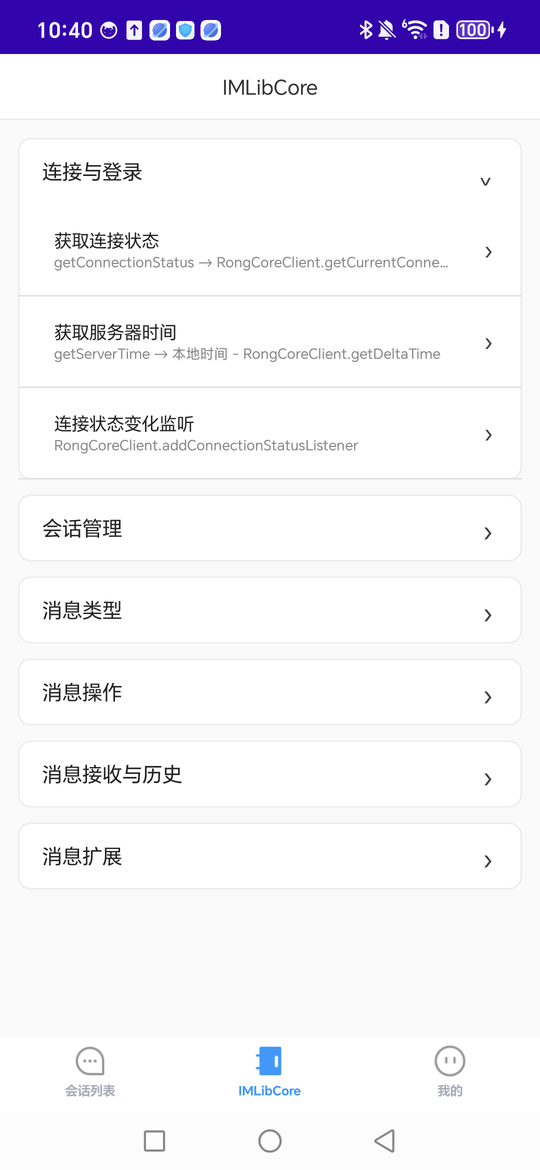 10:40
6
100
IMLibCore
连接与登录
获取连接状态
getConnectionStatus → RongCoreClient.getCurrentConne...
获取服务器时间
getServerTime → 本地时间 - RongCoreClient.getDeltaTime
连接状态变化监听
RongCoreClient.addConnectionStatusListener
会话管理
消息类型
消息操作
消息接收与历史
消息扩展
会话列表
IMLibCore
我的